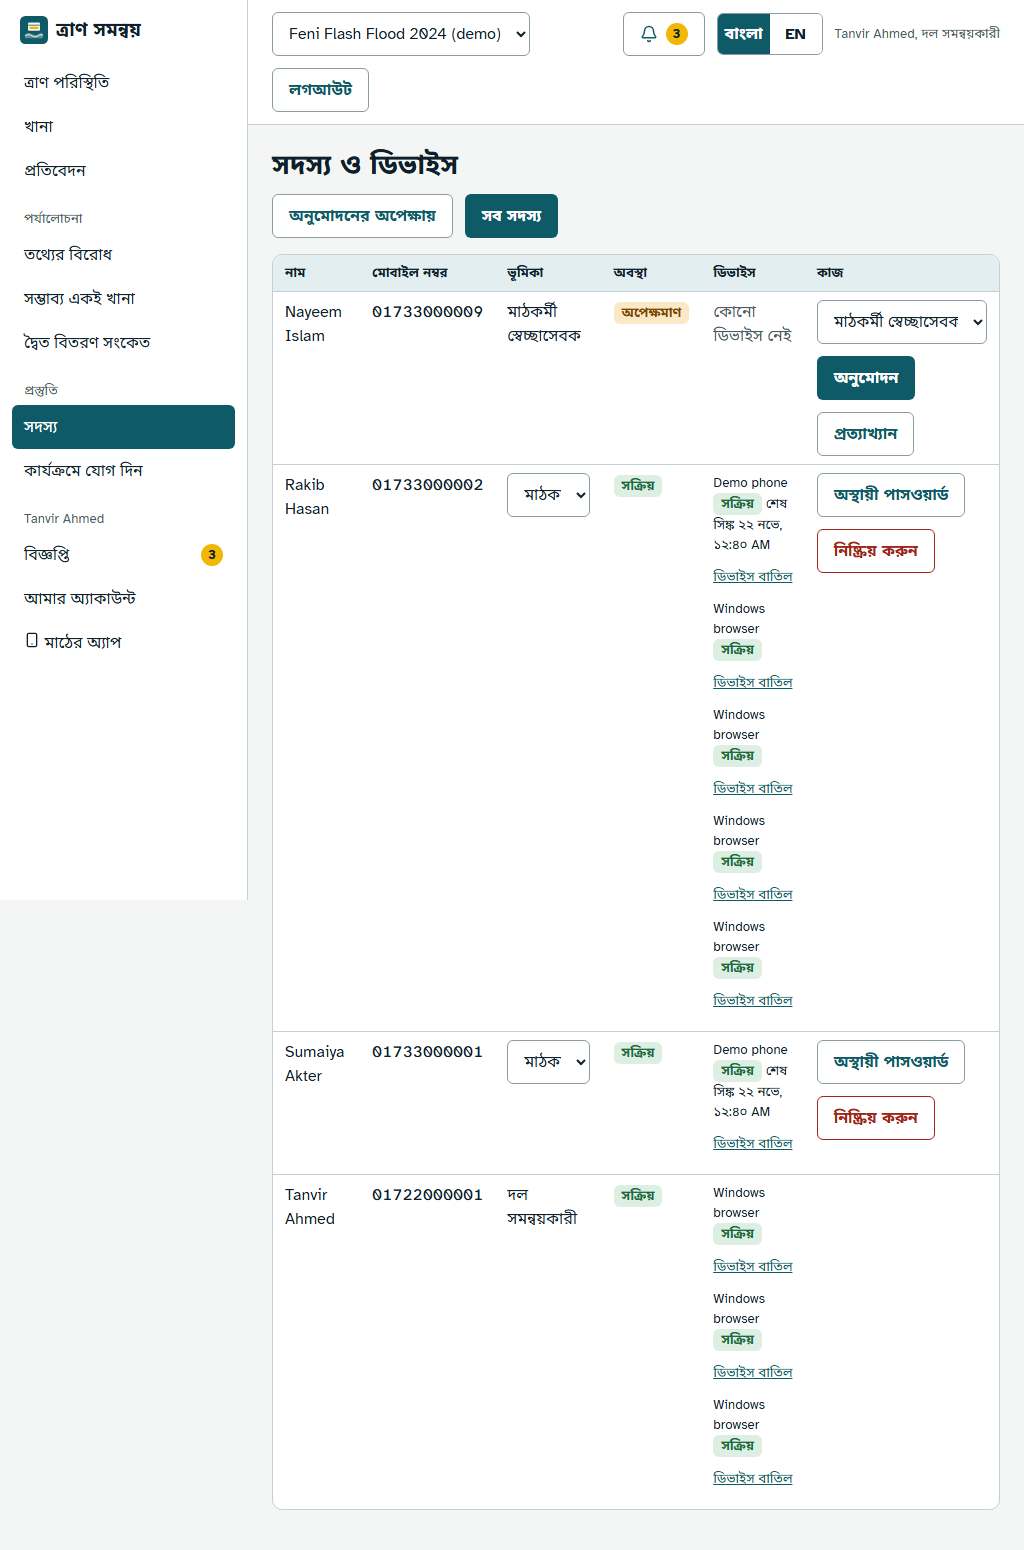 ত্রাণ সমন্বয়
ত্রাণ পরিস্থিতি
খানা
প্রতিবেদন
পর্যালোচনা
তথ্যের বিরোধ
সম্ভাব্য একই খানা
দ্বৈত বিতরণ সংকেত
প্রস্তুতি
সদস্য
কার্যক্রমে যোগ দিন
Tanvir Ahmed
বিজ্ঞপ্তি 3
আমার অ্যাকাউন্ট
মাঠের অ্যাপ
Feni Flash Flood 2024 (demo) 3 বাংলা EN Tanvir Ahmed, দল সমন্বয়কারী
লগআউট
সদস্য ও ডিভাইস
অনুমোদনের অপেক্ষায় সব সদস্য
নাম মোবাইল নম্বর ভূমিকা অবস্থা ডিভাইস কাজ
Nayeem 01733000009 মাঠকর্মী অপেক্ষমাণ কোনো মাঠকর্মী স্বেচ্ছাসেবক
Islam স্বেচ্ছাসেবক ডিভাইস নেই
অনুমোদন
প্রত্যাখ্যান
Rakib 01733000002 মাঠক সক্রিয় Demo phone অস্থায়ী পাসওয়ার্ড
Hasan সক্রিয় শেষ
সিঙ্ক ২২ নভে,
১২:৪০ AM নিষ্ক্রিয় করুন
ডিভাইস বাতিল
Windows
browser
সক্রিয়
ডিভাইস বাতিল
Windows
browser
সক্রিয়
ডিভাইস বাতিল
Windows
browser
সক্রিয়
ডিভাইস বাতিল
Windows
browser
সক্রিয়
ডিভাইস বাতিল
Sumaiya 01733000001 মাঠক সক্রিয় Demo phone অস্থায়ী পাসওয়ার্ড
Akter সক্রিয় শেষ
সিঙ্ক ২২ নভে,
১২:৪০ AM নিষ্ক্রিয় করুন
ডিভাইস বাতিল
Tanvir 01722000001 দল সক্রিয় Windows
Ahmed সমন্বয়কারী browser
সক্রিয়
ডিভাইস বাতিল
Windows
browser
সক্রিয়
ডিভাইস বাতিল
Windows
browser
সক্রিয়
ডিভাইস বাতিল